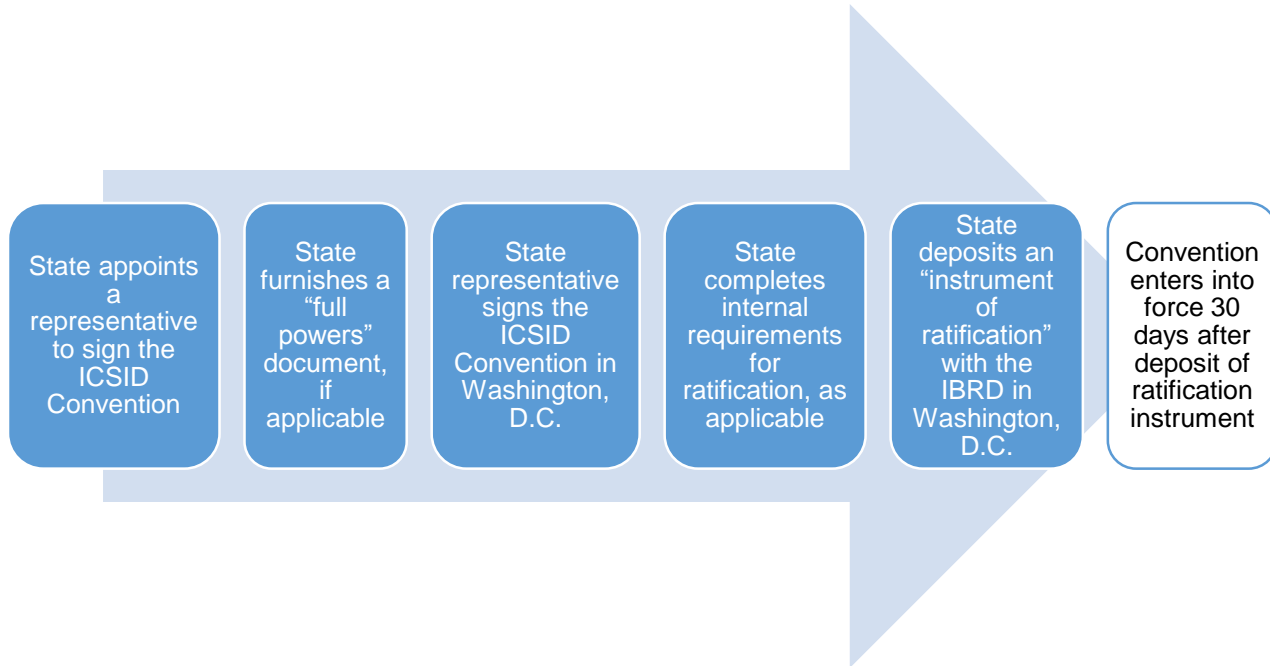 State appoints
a
representative
to sign the
ICSID
Convention
State
furnishes a
“full
powers”
document,
if
applicable
State
representative
signs the
ICSID
Convention in
Washington,
D.C.
State
completes
internal
requirements
for
ratification, as
applicable
State
deposits an
“instrument
of
ratification”
with the
IBRD in
Washington,
D.C.
Convention
enters into
force 30
days after
deposit of
ratification
instrument